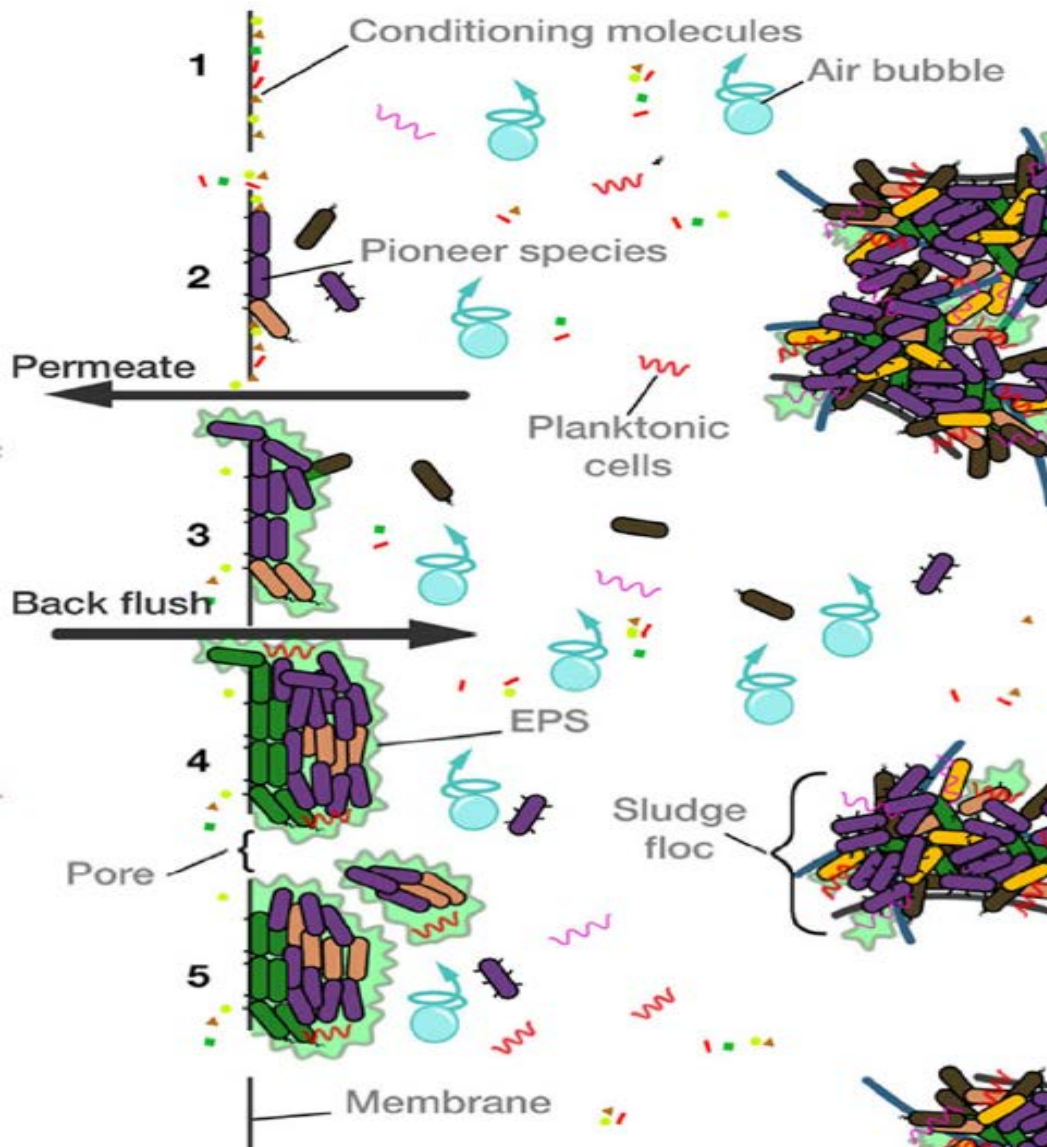 1
Conditioning molecules
Air bubble
2
Pioneer species
Permeate
Planktonic
cells
3
Back flush
EPS
4
Sludge
floc
Pore
5
Membrane